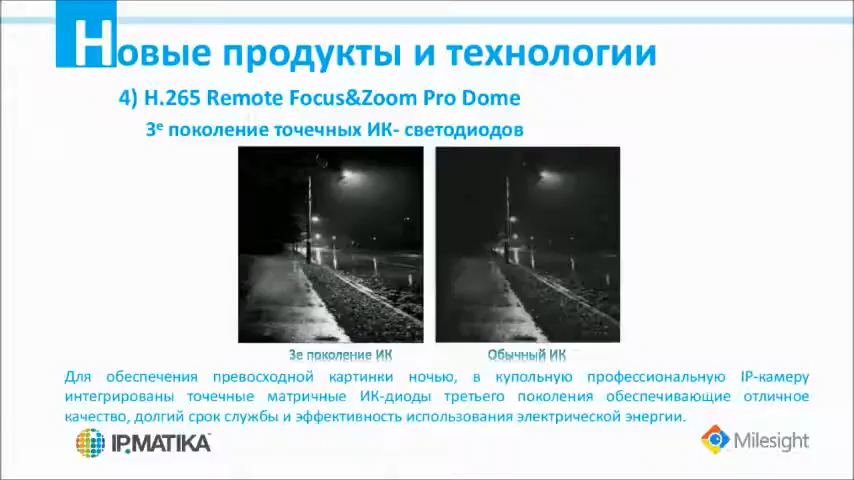 Новые продукты и технологии
4) H.265 Remote Focus&Zoom Pro Dome
3е поколение точечных ИК- светодиодов
3е поколение ИК
Обычный ИК
Для обеспечения превосходной картинки ночью, в купольную профессиональную IP-камеру
интегрированы точечные матричные ИК-диоды третьего поколения обеспечивающие отличное
качество, долгий срок службы и эффективность использования электрической энергии.
IPMATIKA
Milesight